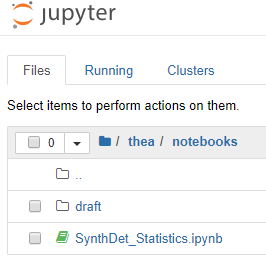 jupyter
Files Running Clusters
Select items to perform actions on them.
0 / thea / notebooks
..
draft
SynthDet_Statistics.ipynb